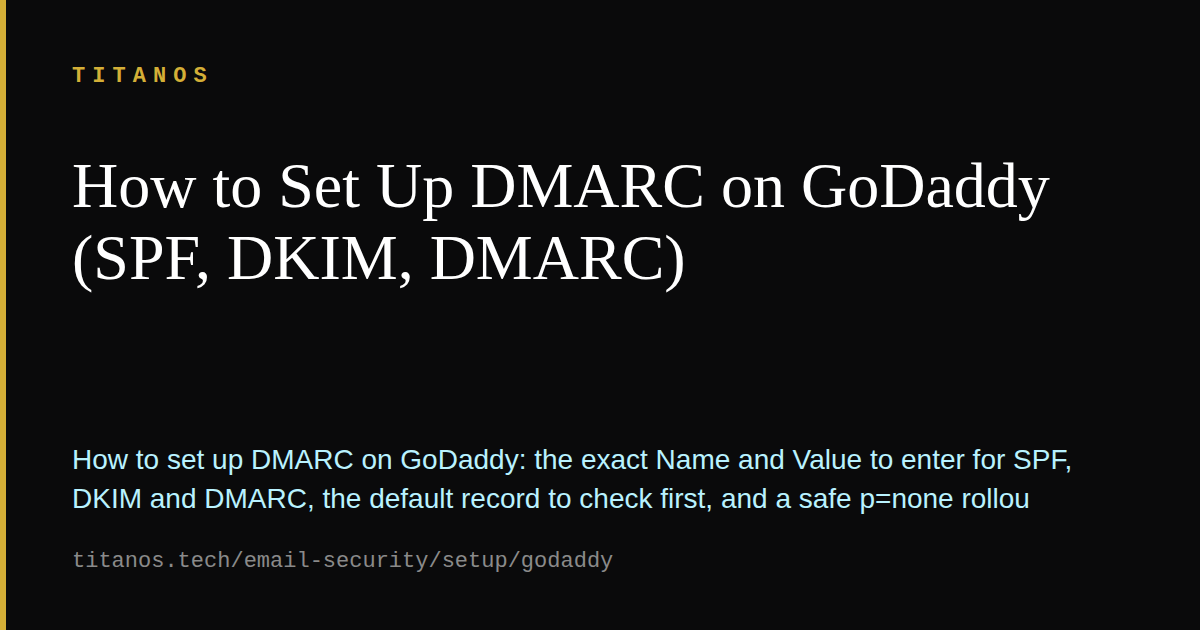 TITANOS
How to Set Up DMARC on GoDaddy
(SPF, DKIM, DMARC)
How to set up DMARC on GoDaddy: the exact Name and Value to enter for SPF,
DKIM and DMARC, the default record to check first, and a safe p=none rollou
titanos.tech/email-security/setup/godaddy